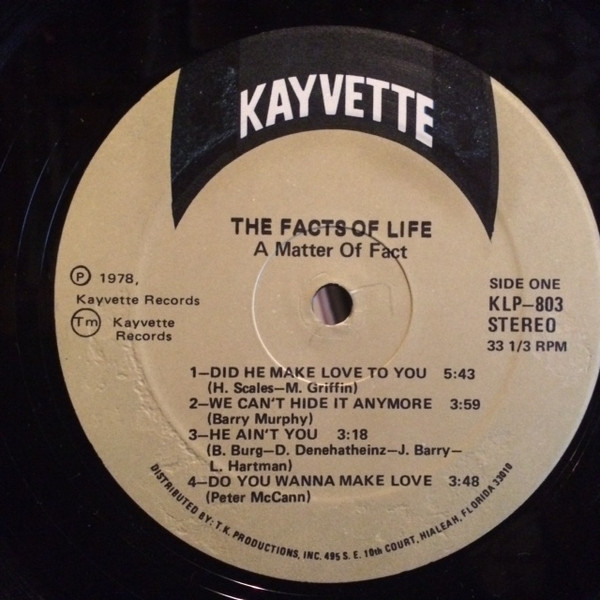 KAYVETTE
THE FACTS OF LIFE
A Matter Of Fact
Ⓟ 1978,
Kayvette Records
Tm Kayvette
Records
SIDE ONE
KLP–803
STEREO
33 1/3 RPM
1–DID HE MAKE LOVE TO YOU 5:43
(H. Scales–M. Griffin)
2–WE CAN'T HIDE IT ANYMORE 3:59
(Barry Murphy)
3–HE AIN'T YOU 3:18
(B. Burg–D. Denehatheinz–J. Barry–
L. Hartman)
4–DO YOU WANNA MAKE LOVE 3:48
(Peter McCann)
DISTRIBUTED BY: T.K. PRODUCTIONS, INC. 495 S. E. 10th COURT, HIALEAH, FLORIDA 33010